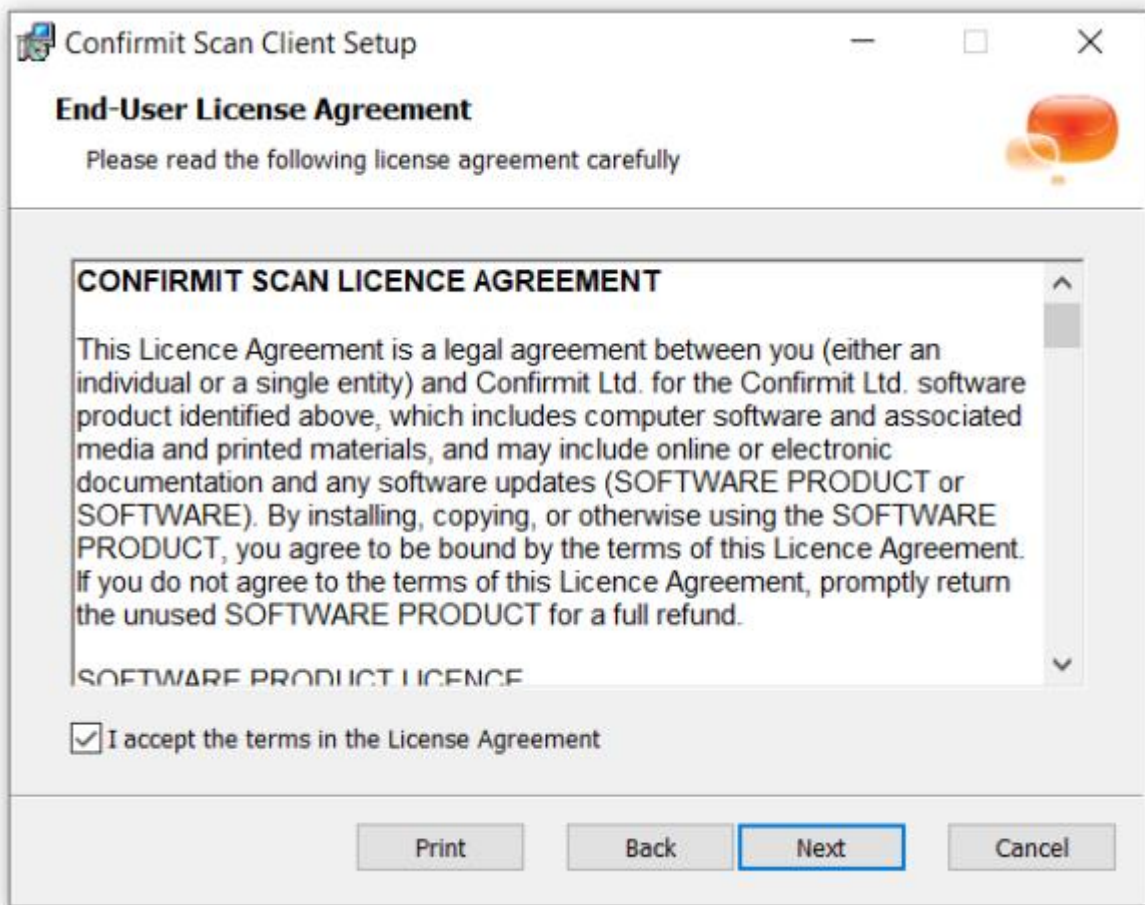 Confirmit Scan Client Setup
End-User License Agreement
Please read the following license agreement carefully
CONFIRMIT SCAN LICENCE AGREEMENT
This Licence Agreement is a legal agreement between you (either an
individual or a single entity) and Confirmit Ltd. for the Confirmit Ltd. software
product identified above, which includes computer software and associated
media and printed materials, and may include online or electronic
documentation and any software updates (SOFTWARE PRODUCT or
SOFTWARE). By installing, copying, or otherwise using the SOFTWARE
PRODUCT, you agree to be bound by the terms of this Licence Agreement.
If you do not agree to the terms of this Licence Agreement, promptly return
the unused SOFTWARE PRODUCT for a full refund.
SOFTWARE PRODUCT LICENCE
I accept the terms in the License Agreement
Print Back Next Cancel